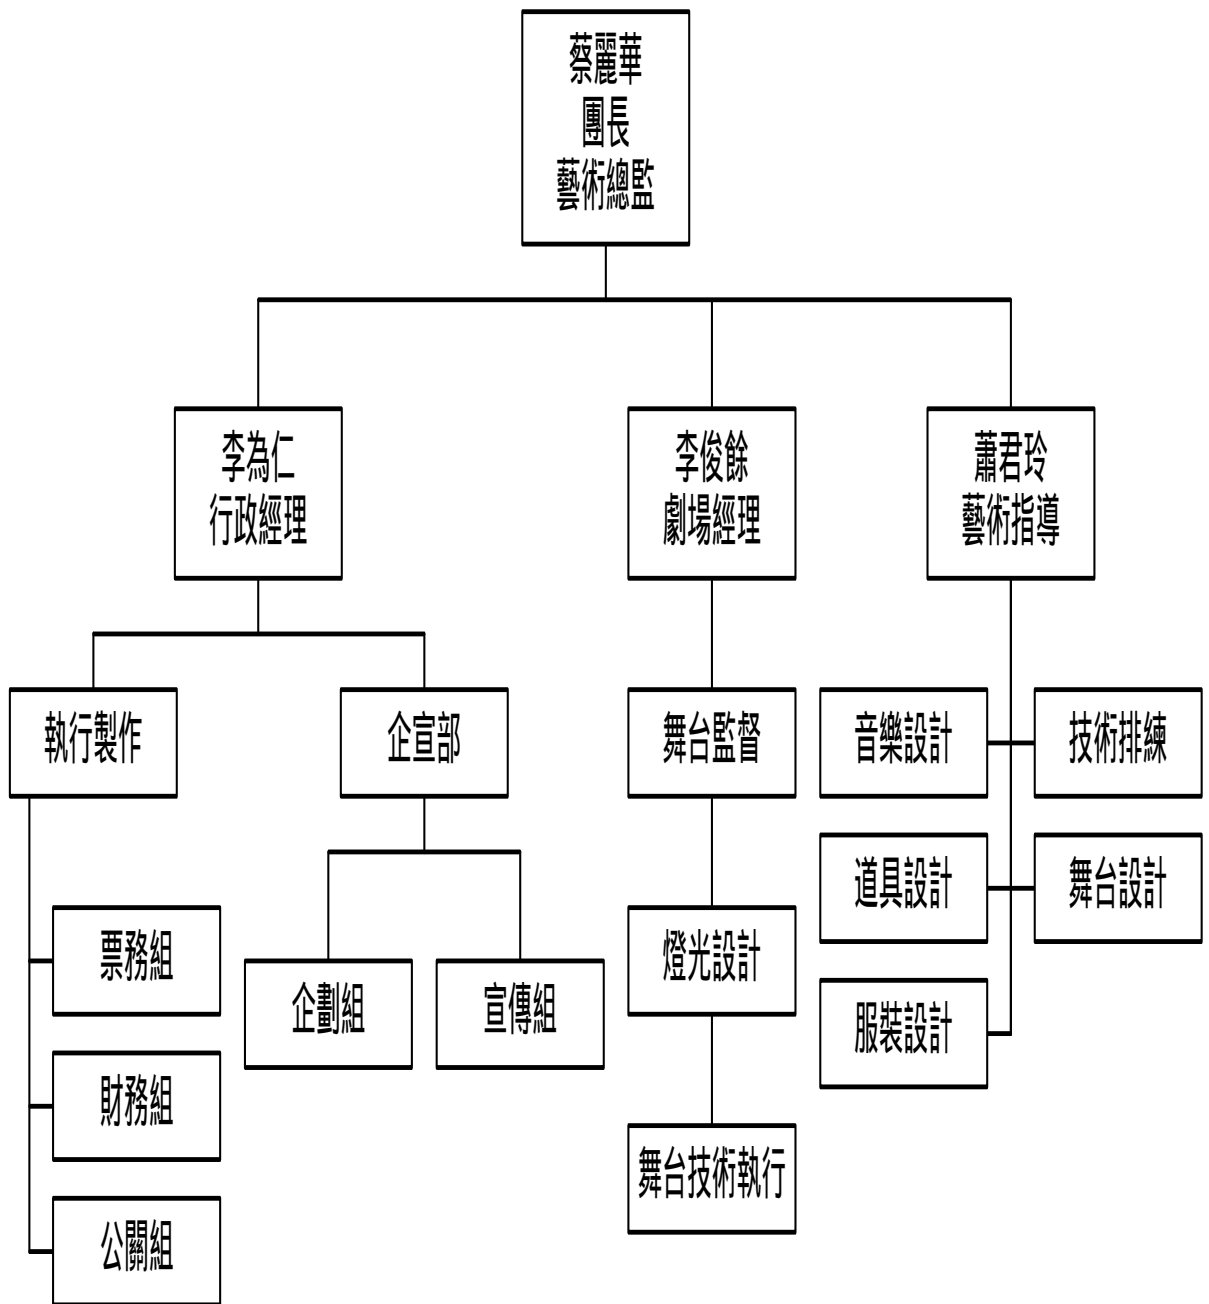 蔡麗華
團長
藝術總監
李為仁
行政經理
李俊餘
劇場經理
蕭君玲
藝術指導
執行製作
企宣部
舞台監督
音樂設計
技術排練
道具設計
舞台設計
票務組
企劃組
宣傳組
燈光設計
服裝設計
財務組
舞台技術執行
公關組